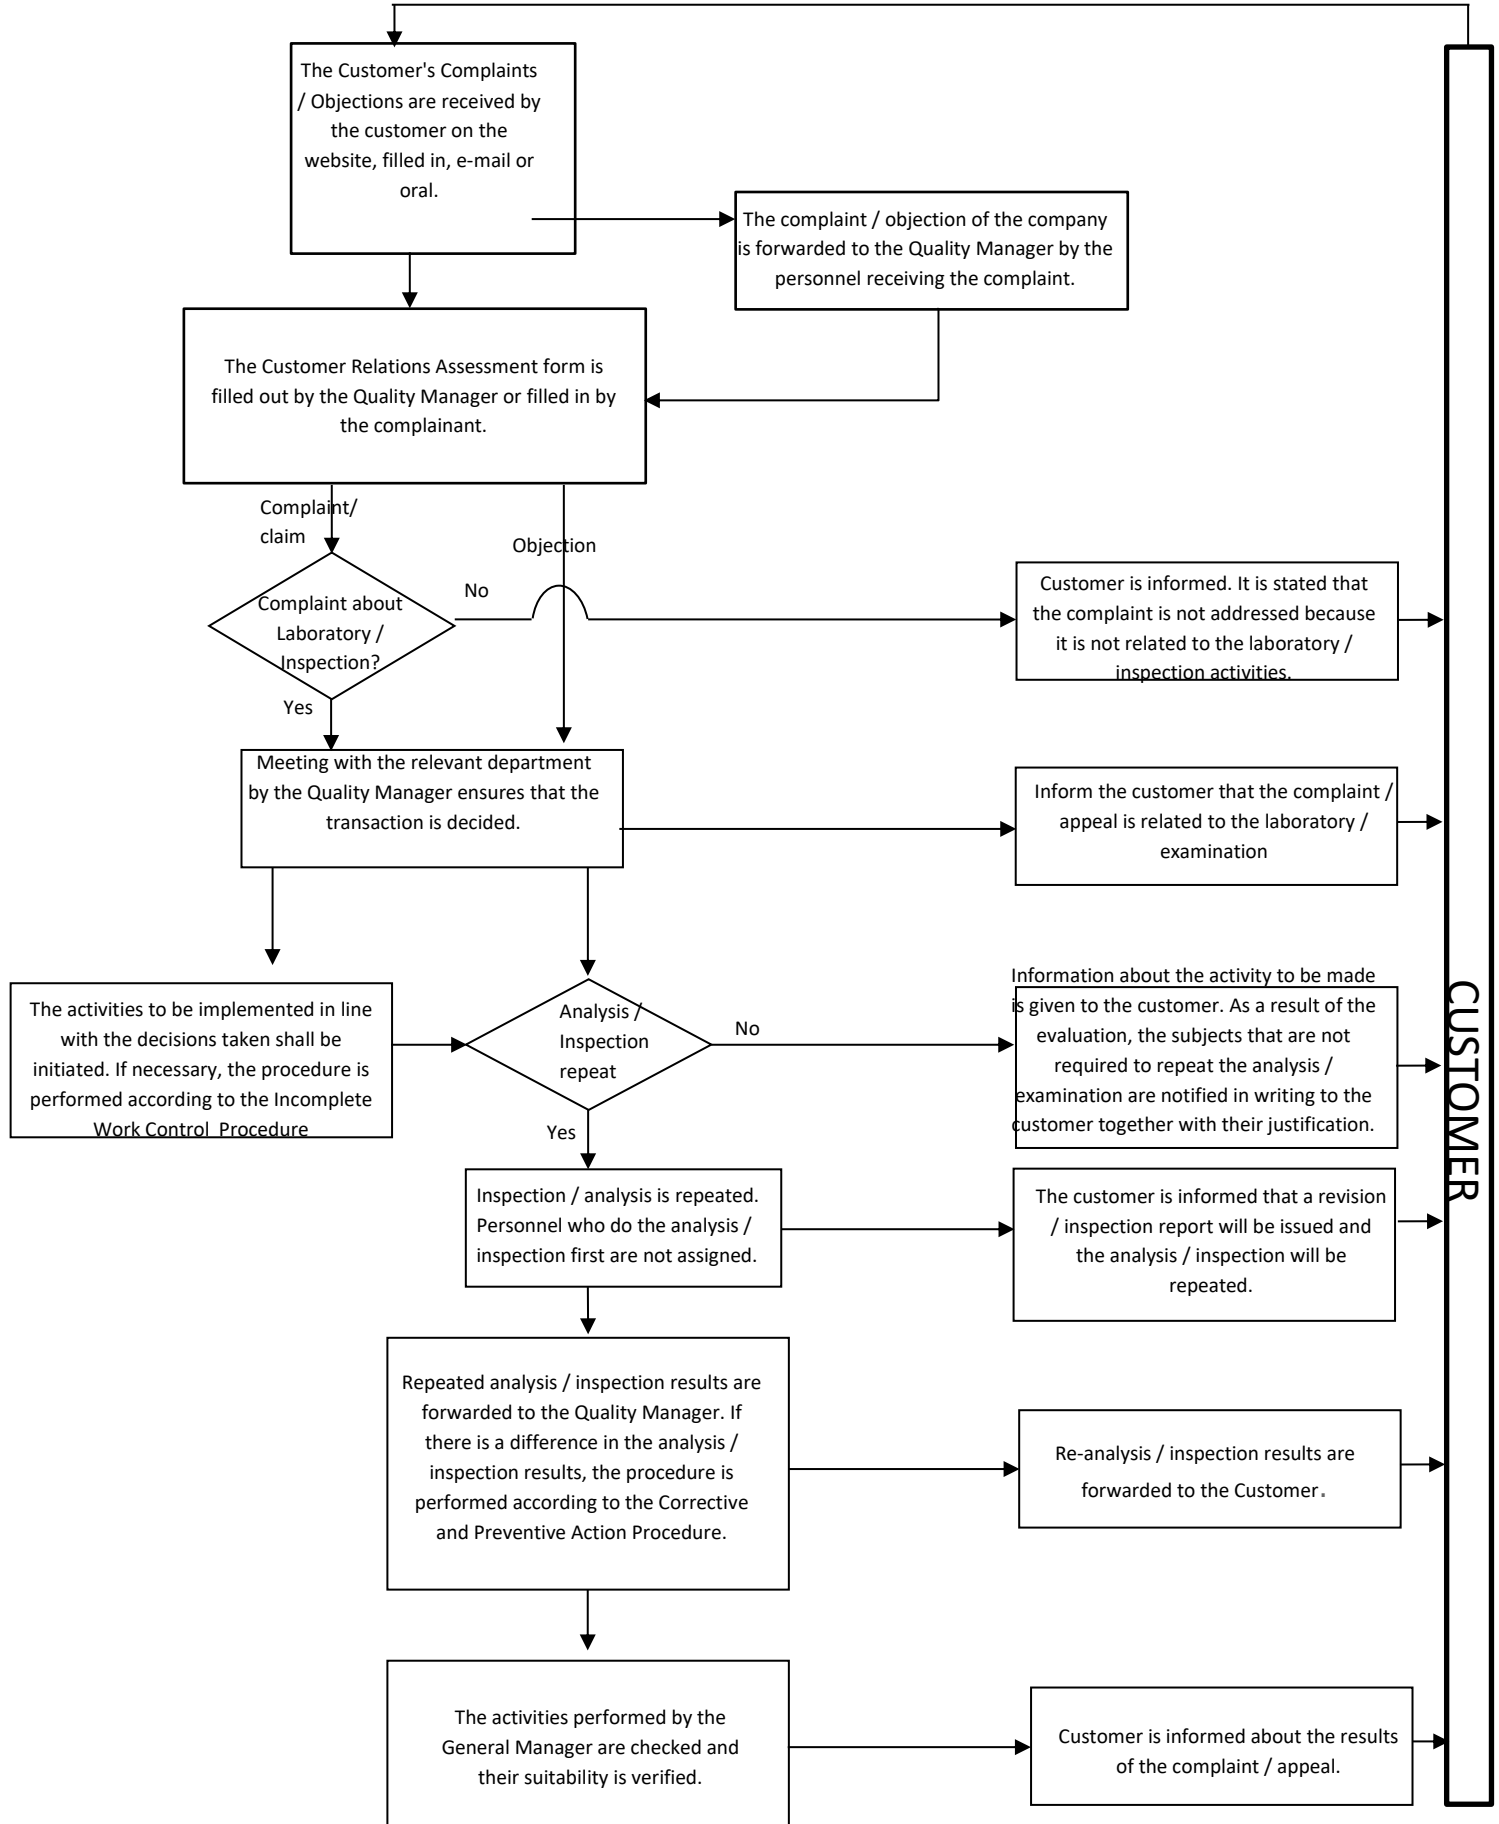 The Customer's Complaints
/ Objections are received by
the customer on the
website, filled in, e-mail or
oral.
The complaint / objection of the company
is forwarded to the Quality Manager by the
personnel receiving the complaint.
The Customer Relations Assessment form is
filled out by the Quality Manager or filled in by
the complainant.
Complaint/
claim
Objection
No
Complaint about
Laboratory /
Inspection?
Yes
Customer is informed. It is stated that
the complaint is not addressed because
it is not related to the laboratory /
inspection activities.
Meeting with the relevant department
by the Quality Manager ensures that the
transaction is decided.
Inform the customer that the complaint /
appeal is related to the laboratory /
examination
The activities to be implemented in line
with the decisions taken shall be
initiated. If necessary, the procedure is
performed according to the Incomplete
Work Control Procedure
Analysis /
Inspection
repeat
No
Yes
Information about the activity to be made
is given to the customer. As a result of the
evaluation, the subjects that are not
required to repeat the analysis /
examination are notified in writing to the
customer together with their justification.
Inspection / analysis is repeated.
Personnel who do the analysis /
inspection first are not assigned.
The customer is informed that a revision
/ inspection report will be issued and
the analysis / inspection will be
repeated.
Repeated analysis / inspection results are
forwarded to the Quality Manager. If
there is a difference in the analysis /
inspection results, the procedure is
performed according to the Corrective
and Preventive Action Procedure.
Re-analysis / inspection results are
forwarded to the Customer.
The activities performed by the
General Manager are checked and
their suitability is verified.
Customer is informed about the results
of the complaint / appeal.
CUSTOMER